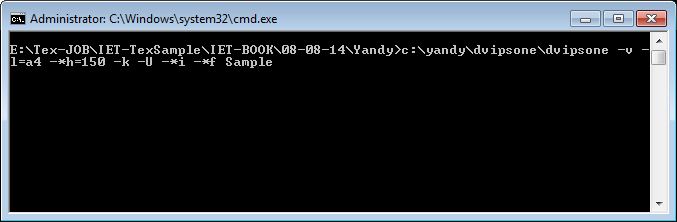 Administrator: C:\Windows\system32\cmd.exe
E:\Tex-JOB\IET-TexSample\IET-BOOK\08-08-14\Yandy>c:\yandy\dvipsone\dvipsone -v -
l=a4 -*h=150 -k -U -*i -*f Sample